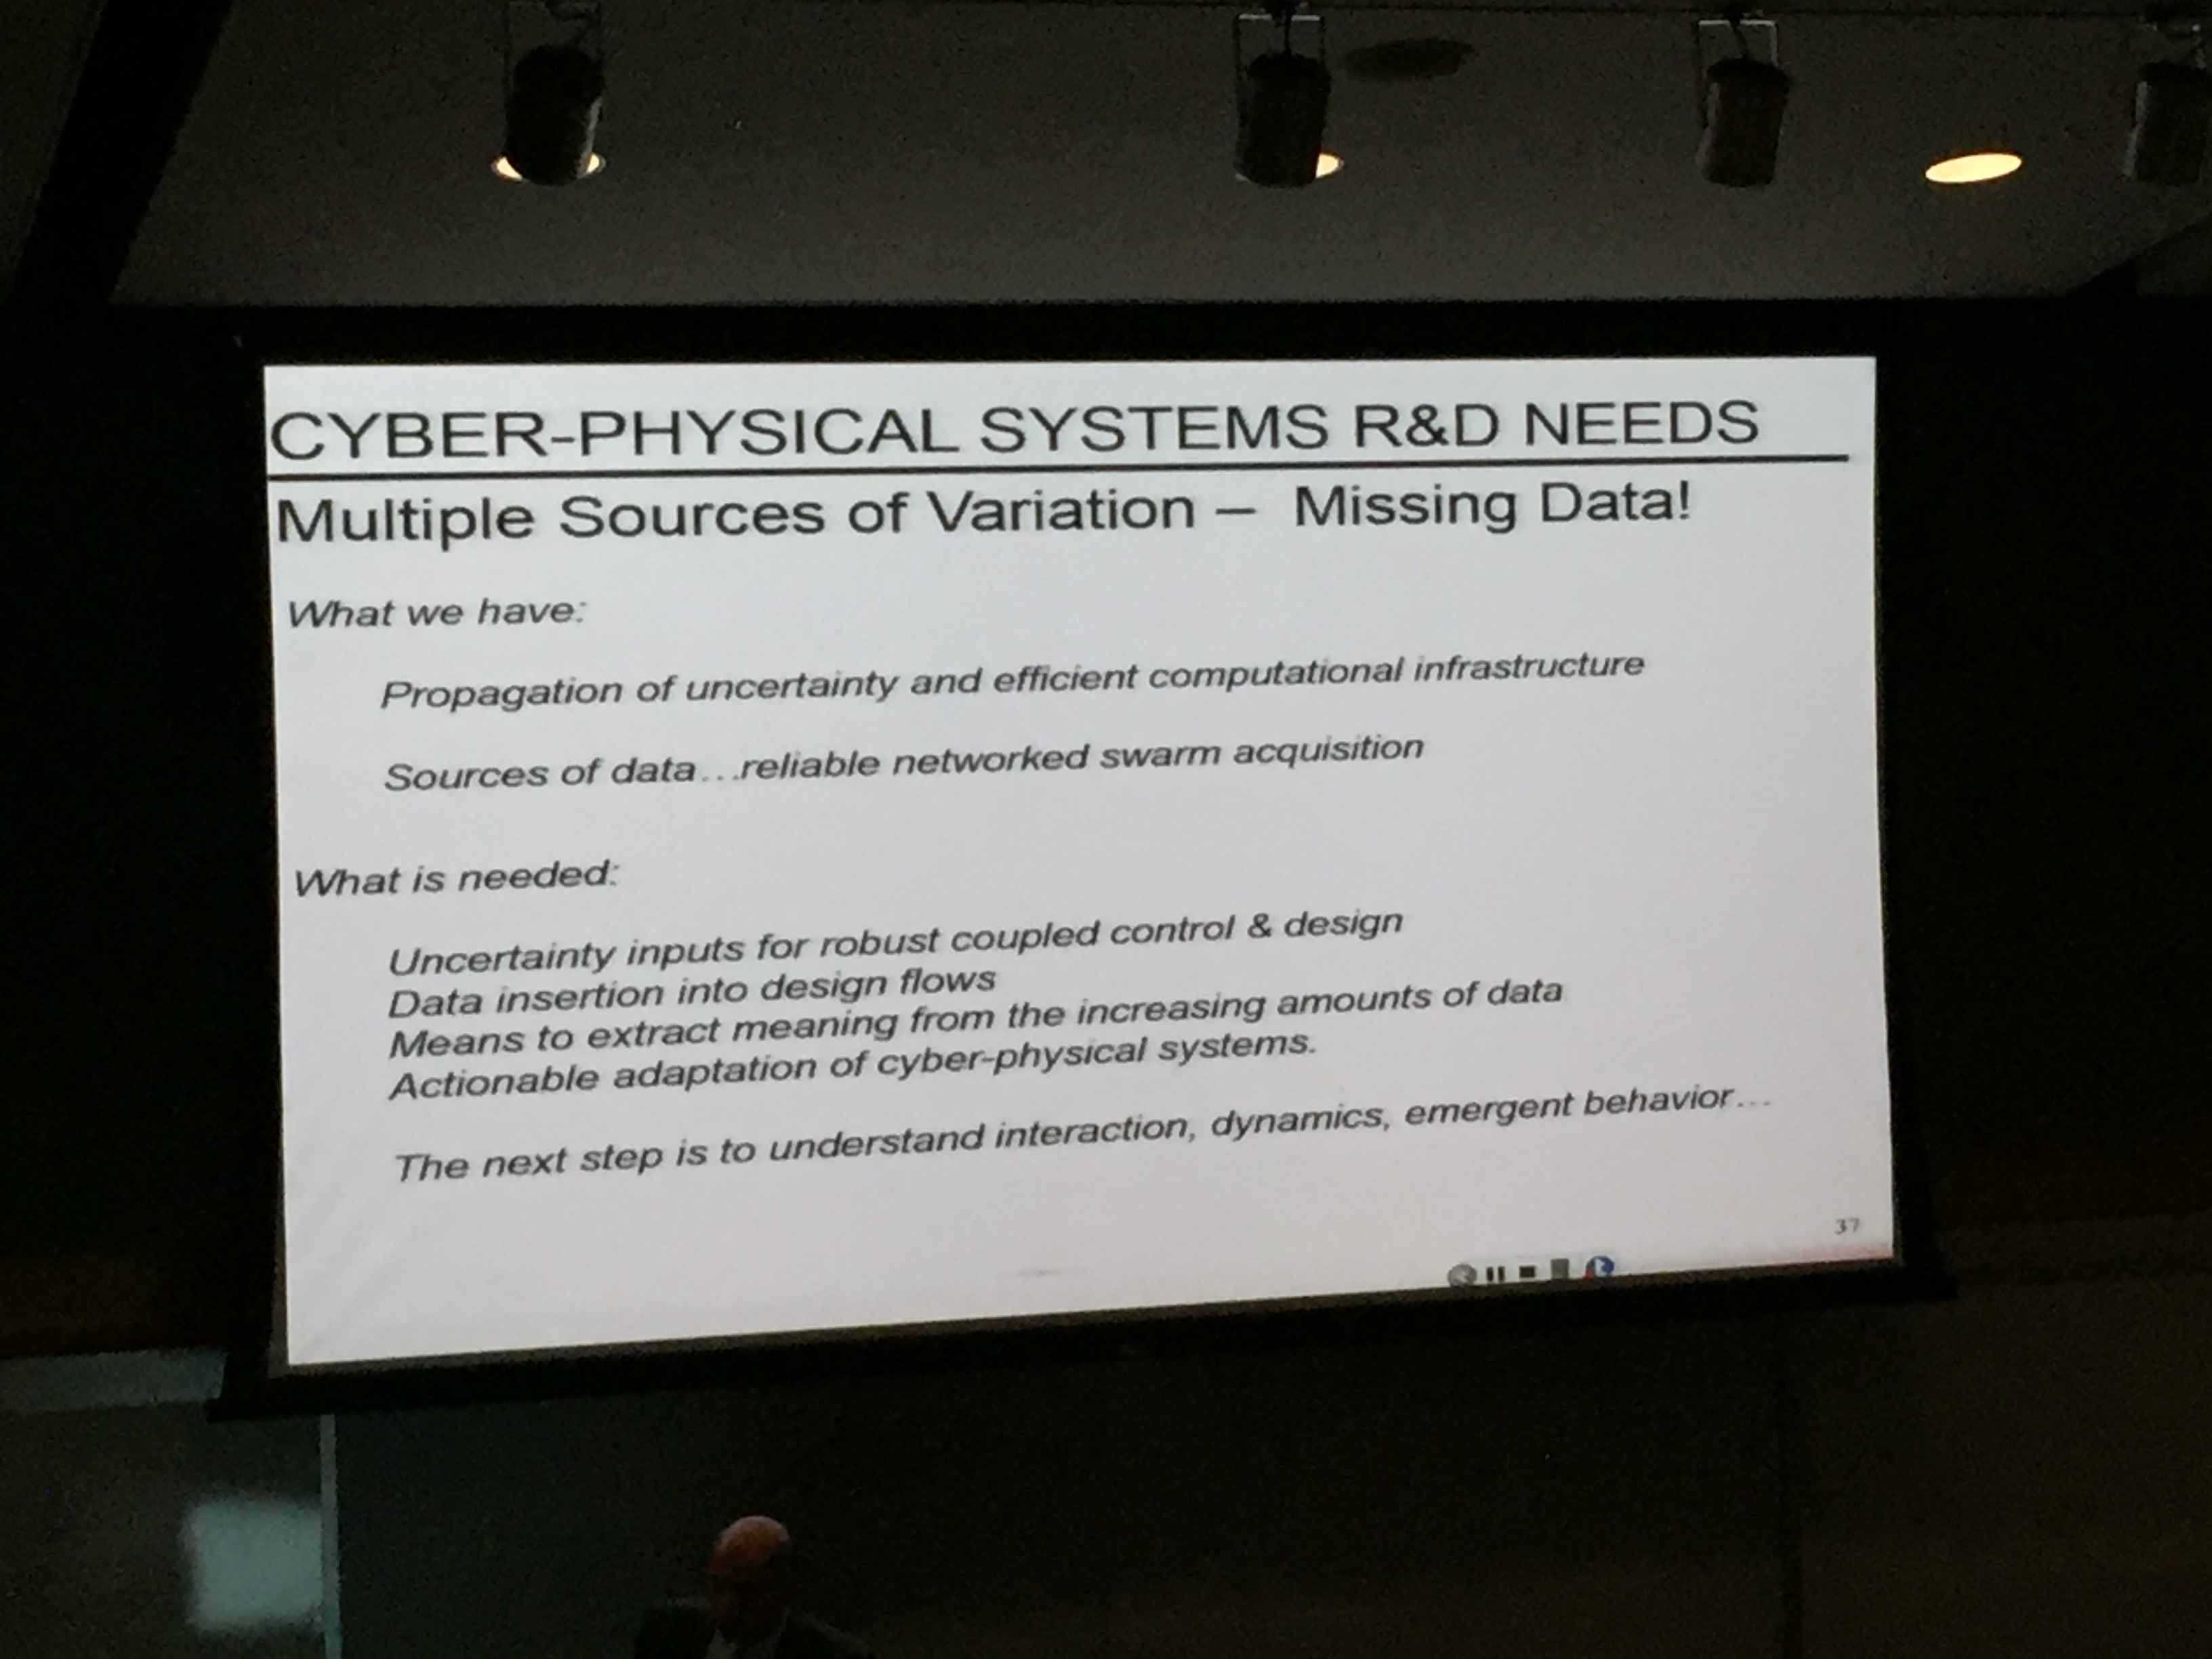 CYBER-PHYSICAL SYSTEMS R&D NEEDS
Multiple Sources of Variation – Missing Data!
What we have:
Propagation of uncertainty and efficient computational infrastructure
Sources of data…reliable networked swarm acquisition
What is needed:
Uncertainty inputs for robust coupled control & design
Data insertion into design flows
Means to extract meaning from the increasing amounts of data
Actionable adaptation of cyber-physical systems.
The next step is to understand interaction, dynamics, emergent behavior…
37